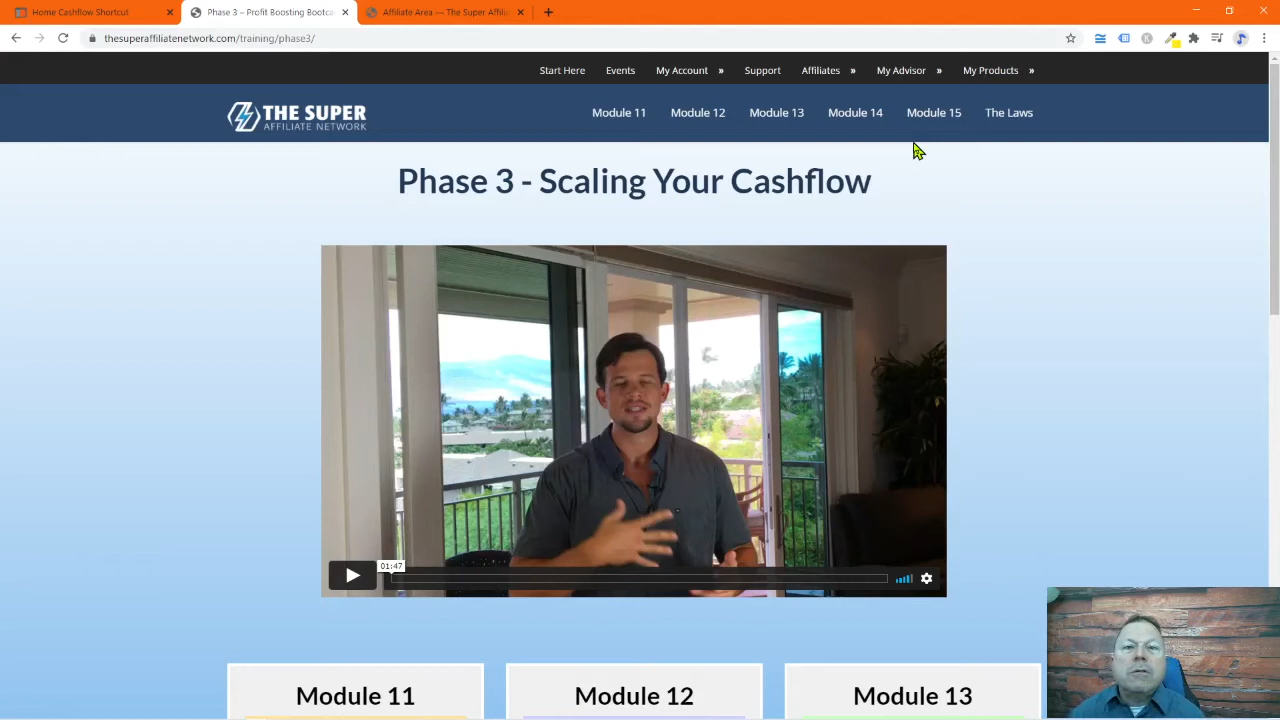 Home Cashflow Shortcut
Phase 3 – Profit Boosting Bootca
Affiliate Area — The Super Affilia
thesuperaffiliatenetwork.com/training/phase3/
Start Here Events My Account » Support Affiliates » My Advisor » My Products »
THE SUPER
AFFILIATE NETWORK
Module 11 Module 12 Module 13 Module 14 Module 15 The Laws
Phase 3 - Scaling Your Cashflow
01:47
Module 11 Module 12 Module 13